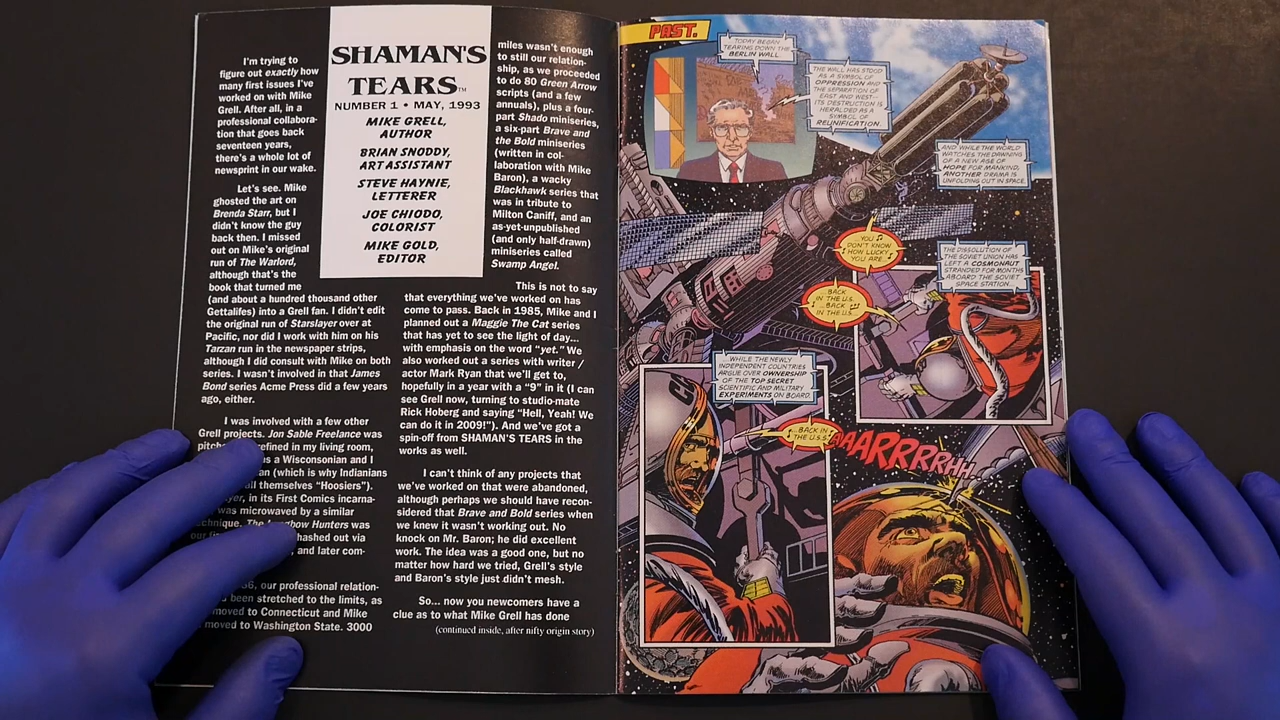 I'm trying to
figure out exactly how
many first issues I've
worked on with Mike
Grell. After all, in a
professional collabora-
tion that goes back
seventeen years,
there's a whole lot of
newsprint in our wake.
Let's see. Mike
ghosted the art on
Brenda Starr, but I
didn't know the guy
back then. I missed
out on Mike's original
run of The Warlord,
although that's the
book that turned me
(and about a hundred thousand other
Gettalifes) into a Grell fan. I didn't edit
the original run of Starslayer over at
Pacific, nor did I work with him on his
Tarzan run in the newspaper strips,
although I did consult with Mike on both
series. I wasn't involved in that James
Bond series Acme Press did a few years
ago, either.
I was involved with a few other
Grell projects. Jon Sable Freelance was
refined in my living room,
as a Wisconsonian and I
(which is why Indianians
all themselves "Hoosiers").
in its First Comics incarna-
was microwaved by a similar
technique. The Longbow Hunters was
hashed out via
and later com-
our professional relation-
been stretched to the limits, as
moved to Connecticut and Mike
moved to Washington State. 3000
SHAMAN'S
TEARS™
NUMBER 1 • MAY, 1993
MIKE GRELL,
AUTHOR
BRIAN SNODDY,
ART ASSISTANT
STEVE HAYNIE,
LETTERER
JOE CHIODO,
COLORIST
MIKE GOLD,
EDITOR
miles wasn't enough
to still our relation-
ship, as we proceeded
to do 80 Green Arrow
scripts (and a few
annuals), plus a four-
part Shado miniseries,
a six-part Brave and
the Bold miniseries
(written in col-
laboration with Mike
Baron), a wacky
Blackhawk series that
was in tribute to
Milton Caniff, and an
as-yet-unpublished
(and only half-drawn)
miniseries called
Swamp Angel.
This is not to say
that everything we've worked on has
come to pass. Back in 1985, Mike and I
planned out a Maggie The Cat series
that has yet to see the light of day...
with emphasis on the word "yet." We
also worked out a series with writer /
actor Mark Ryan that we'll get to,
hopefully in a year with a "9" in it (I can
see Grell now, turning to studio-mate
Rick Hoberg and saying "Hell, Yeah! We
can do it in 2009!"). And we've got a
spin-off from SHAMAN'S TEARS in the
works as well.
I can't think of any projects that
we've worked on that were abandoned,
although perhaps we should have recon-
sidered that Brave and Bold series when
we knew it wasn't working out. No
knock on Mr. Baron; he did excellent
work. The idea was a good one, but no
matter how hard we tried, Grell's style
and Baron's style just didn't mesh.
So... now you newcomers have a
clue as to what Mike Grell has done
(continued inside, after nifty origin story)
PAST.
TODAY BEGAN
TEARING DOWN THE
BERLIN WALL.
THE WALL HAS STOOD
AS A SYMBOL OF
OPPRESSION AND
THE SEPARATION OF
EAST AND WEST--
ITS DESTRUCTION IS
HERALDED AS A
SYMBOL OF
REUNIFICATION.
AND WHILE THE WORLD
WATCHES THE DAWNING
OF A NEW AGE OF
HOPE FOR MANKIND,
ANOTHER DRAMA IS
UNFOLDING OUT IN SPACE.
YOU
DON'T KNOW
HOW LUCKY
YOU ARE...
THE DISSOLUTION OF
THE SOVIET UNION HAS
LEFT A COSMONAUT
STRANDED FOR MONTHS
ABOARD THE SOVIET
SPACE STATION...
BACK
IN THE U.S.
...BACK
IN THE U.S...
...WHILE THE NEWLY
INDEPENDENT COUNTRIES
ARGUE OVER OWNERSHIP
OF THE TOP SECRET
SCIENTIFIC AND MILITARY
EXPERIMENTS ON BOARD.
...BACK IN
THE U.S.S.
AAARRRRHH